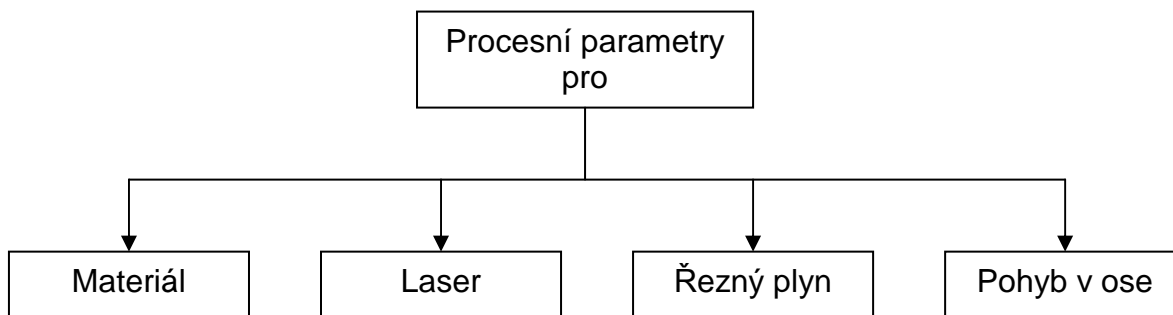 Procesní parametry
pro
Materiál
Laser
Řezný plyn
Pohyb v ose